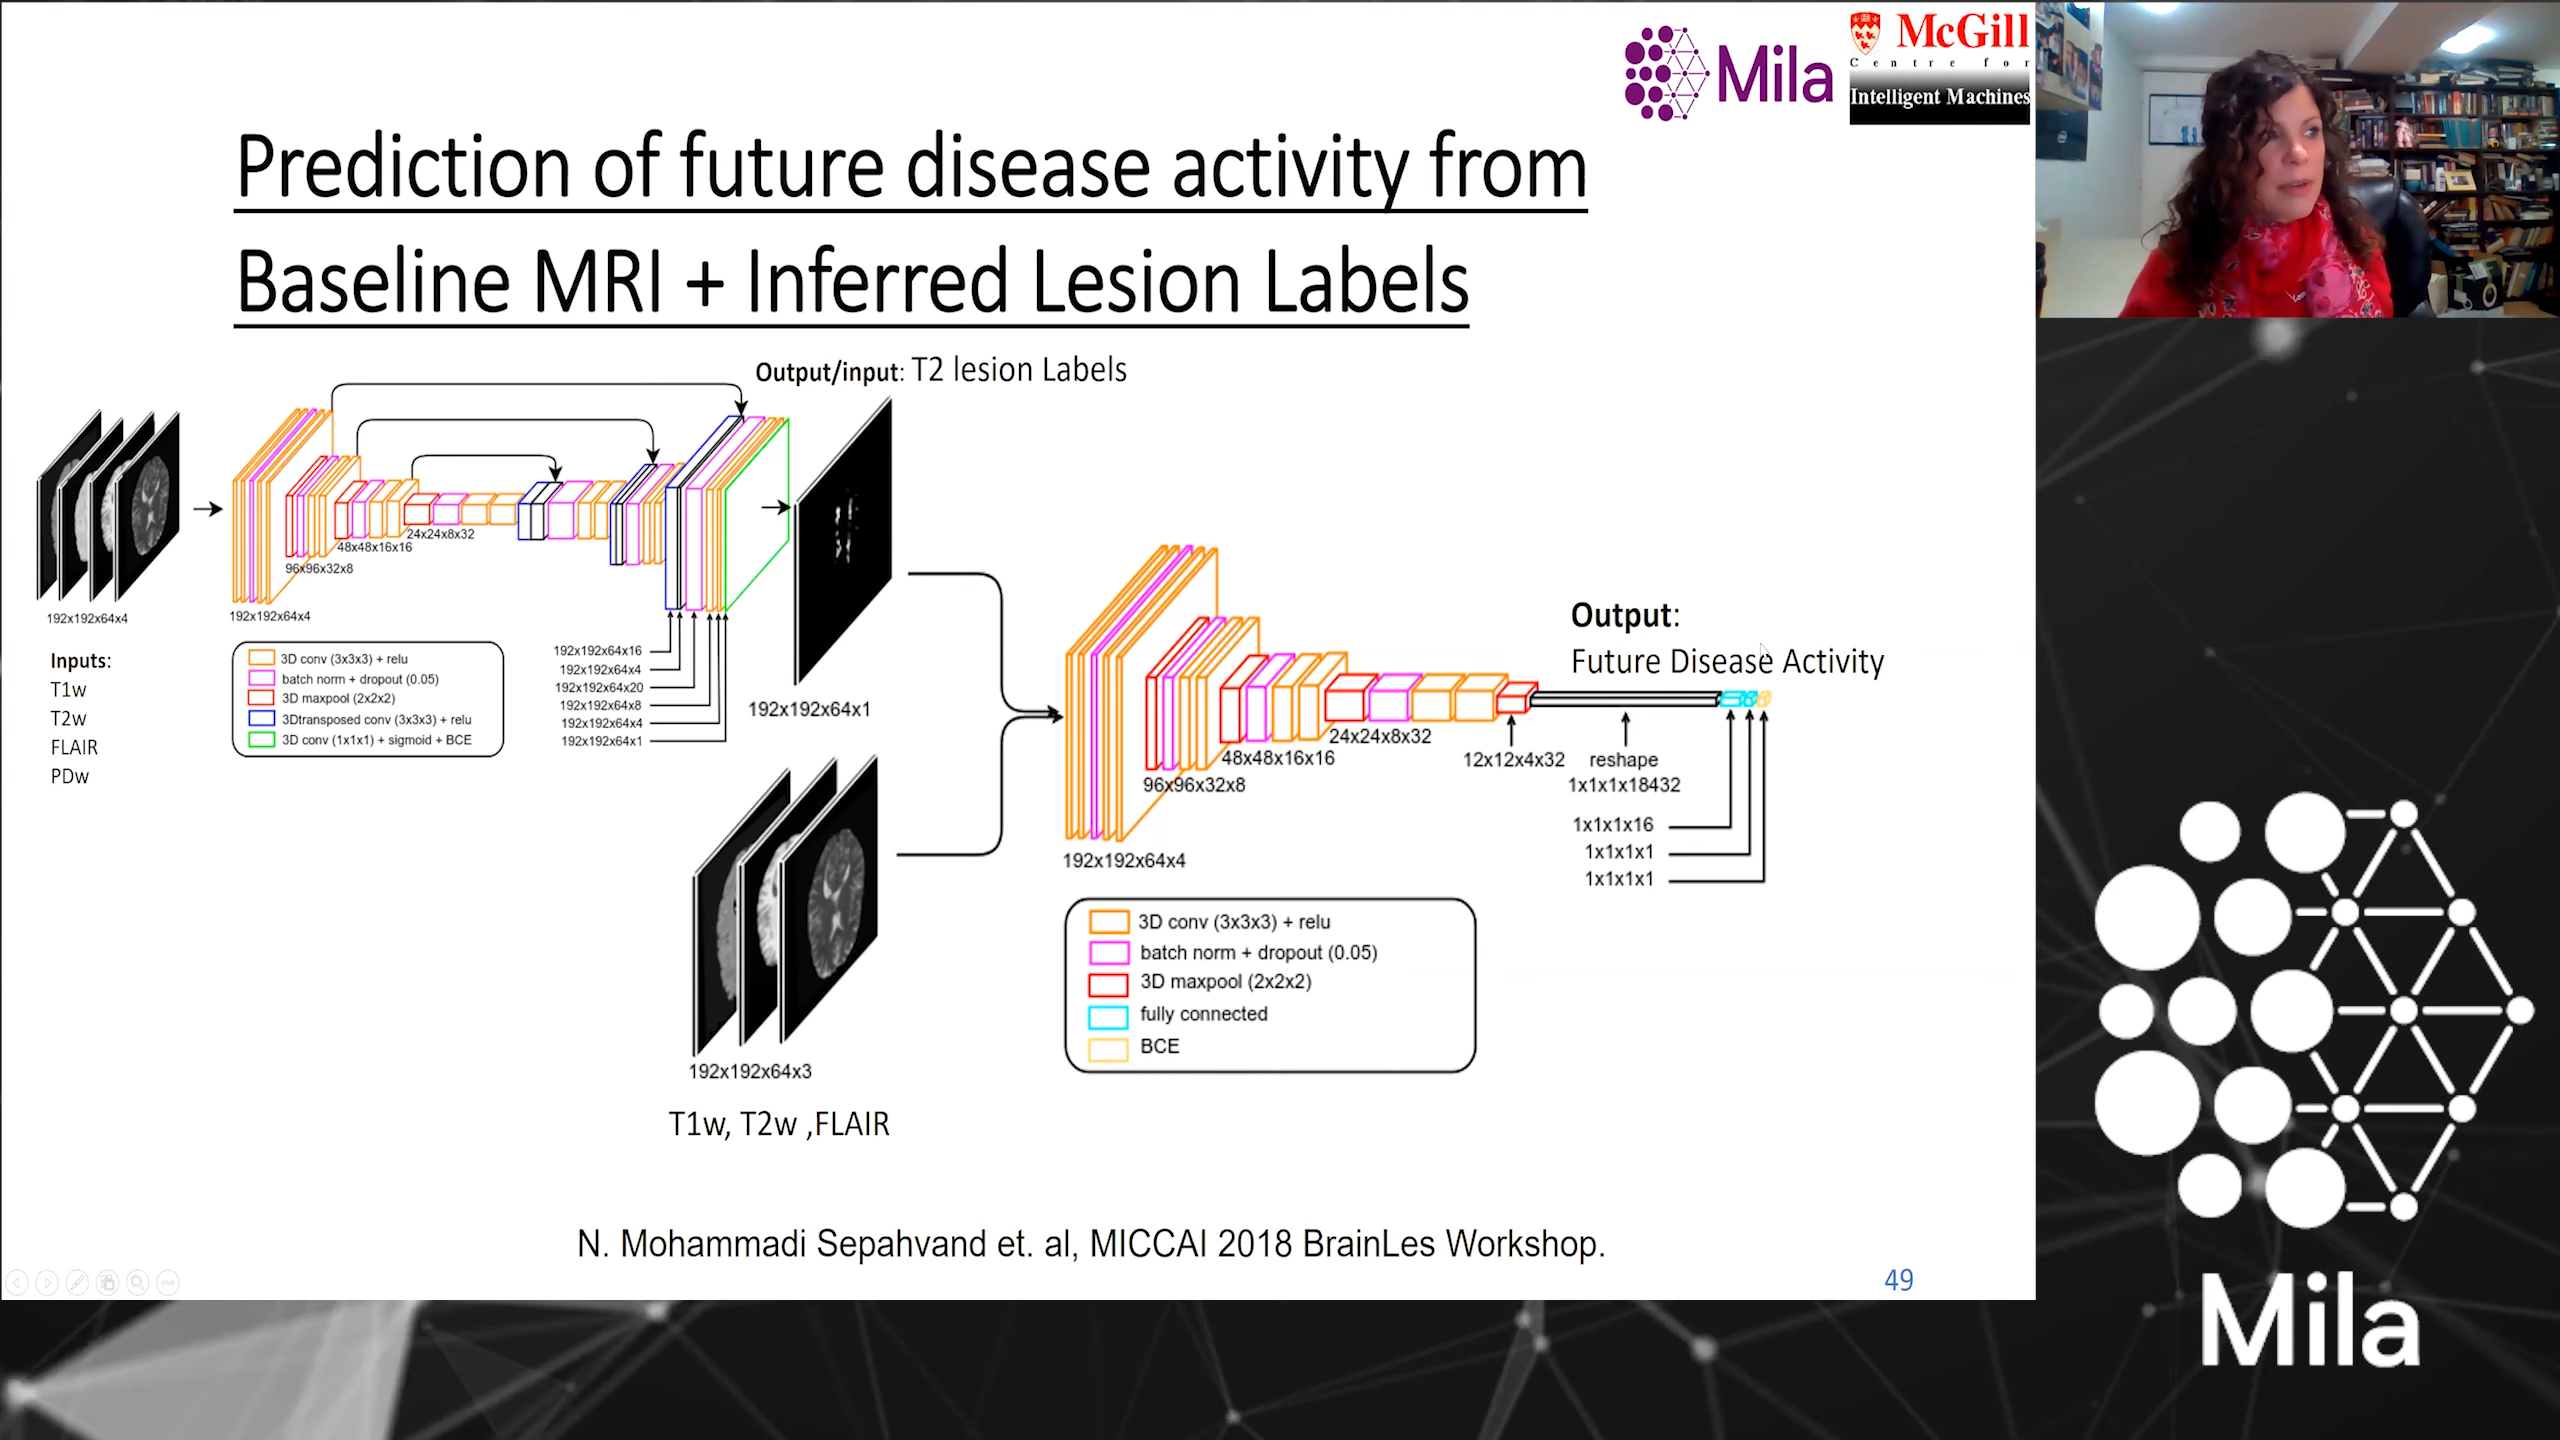 Mila
McGill
Centre for
Intelligent Machines
Prediction of future disease activity from
Baseline MRI + Inferred Lesion Labels
Output/input: T2 lesion Labels
24x24x8x32
48x48x16x16
96x96x32x8
192x192x64x4
192x192x64x4
Inputs:
T1w
T2w
FLAIR
PDw
3D conv (3x3x3) + relu
batch norm + dropout (0.05)
3D maxpool (2x2x2)
3Dtransposed conv (3x3x3) + relu
3D conv (1x1x1) + sigmoid + BCE
192x192x64x16
192x192x64x4
192x192x64x20
192x192x64x8
192x192x64x4
192x192x64x1
192x192x64x1
192x192x64x3
T1w, T2w ,FLAIR
Output:
Future Disease Activity
24x24x8x32
48x48x16x16
96x96x32x8
192x192x64x4
12x12x4x32
reshape
1x1x1x18432
1x1x1x16
1x1x1x1
1x1x1x1
3D conv (3x3x3) + relu
batch norm + dropout (0.05)
3D maxpool (2x2x2)
fully connected
BCE
N. Mohammadi Sepahvand et. al, MICCAI 2018 BrainLes Workshop.
49
Mila